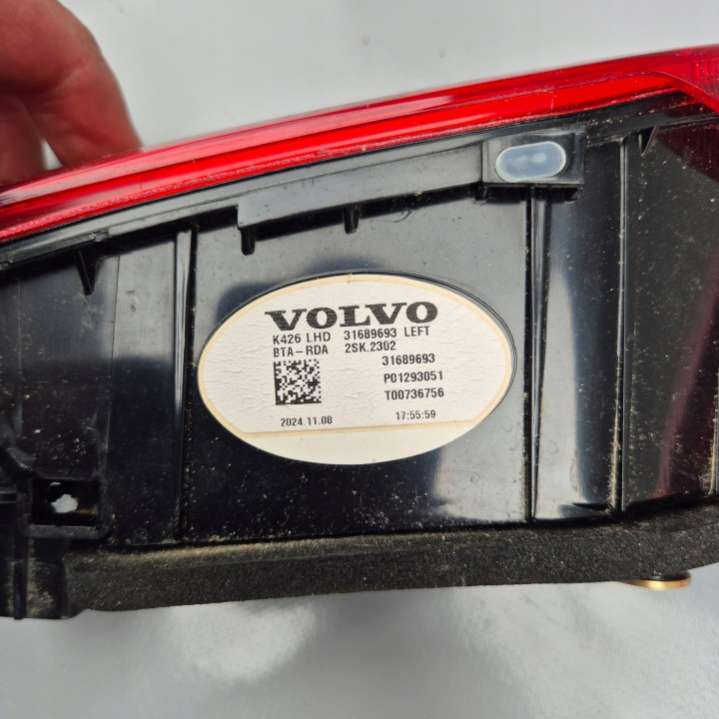 VOLVO
K426 LHD 31689693 LEFT
BTA-RDA 2SK.2302
31689693
P01293051
T00736756
2024.11.08 17:55:59